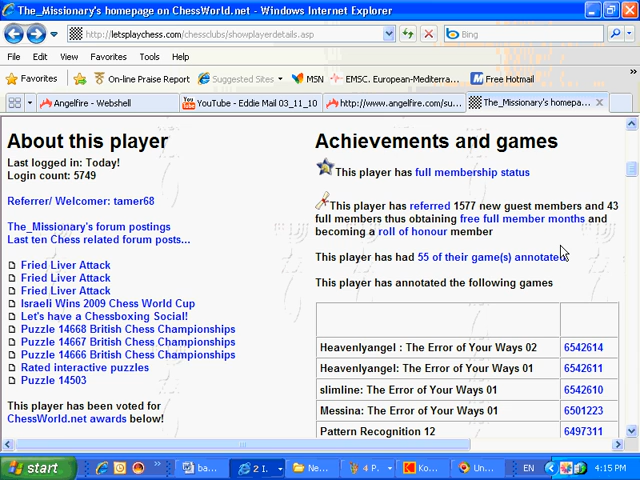 The_Missionary's homepage on ChessWorld.net - Windows Internet Explorer
http://letsplaychess.com/chessclubs/showplayerdetails.asp
Bing
File Edit View Favorites Tools Help
Favorites On-line Praise Report Suggested Sites MSN EMSC. European-Mediterra... Free Hotmail
Angelfire - Webshell YouTube - Eddie Mail 03_11_10 http://www.angelfire.com/su... The_Missionary's homepa...
About this player
Last logged in: Today!
Login count: 5749
Referrer/ Welcome: tamer68
The_Missionary's forum postings
Last ten Chess related forum posts...
Fried Liver Attack
Fried Liver Attack
Fried Liver Attack
Israeli Wins 2009 Chess World Cup
Let's have a Chessboxing Social!
Puzzle 14668 British Chess Championships
Puzzle 14667 British Chess Championships
Puzzle 14666 British Chess Championships
Rated interactive puzzles
Puzzle 14503
This player has been voted for
ChessWorld.net awards below!
Achievements and games
This player has full membership status
This player has referred 1577 new guest members and 43
full members thus obtaining free full member months and
becoming a roll of honour member
This player has had 55 of their game(s) annotated
This player has annotated the following games
Heavenlyangel : The Error of Your Ways 02 6542614
Heavenlyangel: The Error of Your Ways 01 6542611
slimline: The Error of Your Ways 01 6542610
Messina: The Error of Your Ways 01 6501223
Pattern Recognition 12 6497311
start ba... 2 I... Ne... 4 P... Ko... Un... EN 4:15 PM